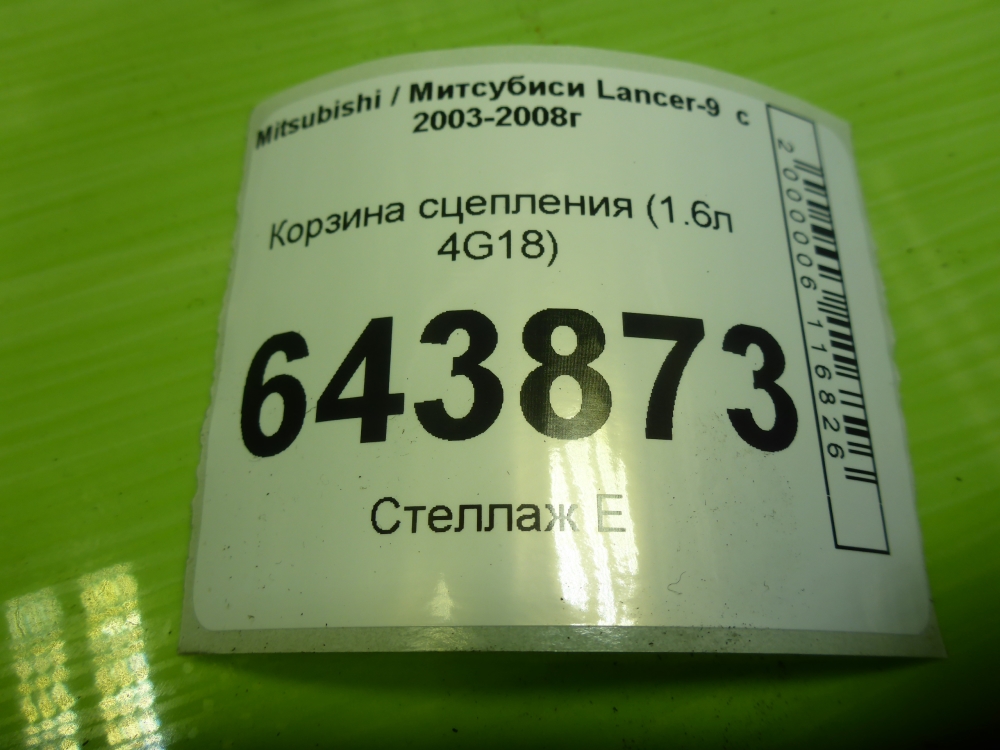 Mitsubishi / Митсубиси Lancer-9 с
2003-2008г
Корзина сцепления (1.6л
4G18)
643873
Стеллаж Е
2000006116826